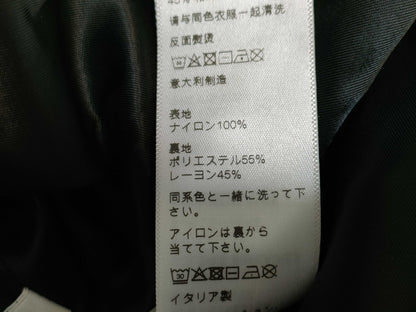 请与同色衣服一起清洗
反面熨烫
意大利制造
表地
ナイロン100%
裏地
ポリエステル55%
レーヨン45%
同系色と一緒に洗って下
さい。
アイロンは裏から
当てて下さい。
イタリア製